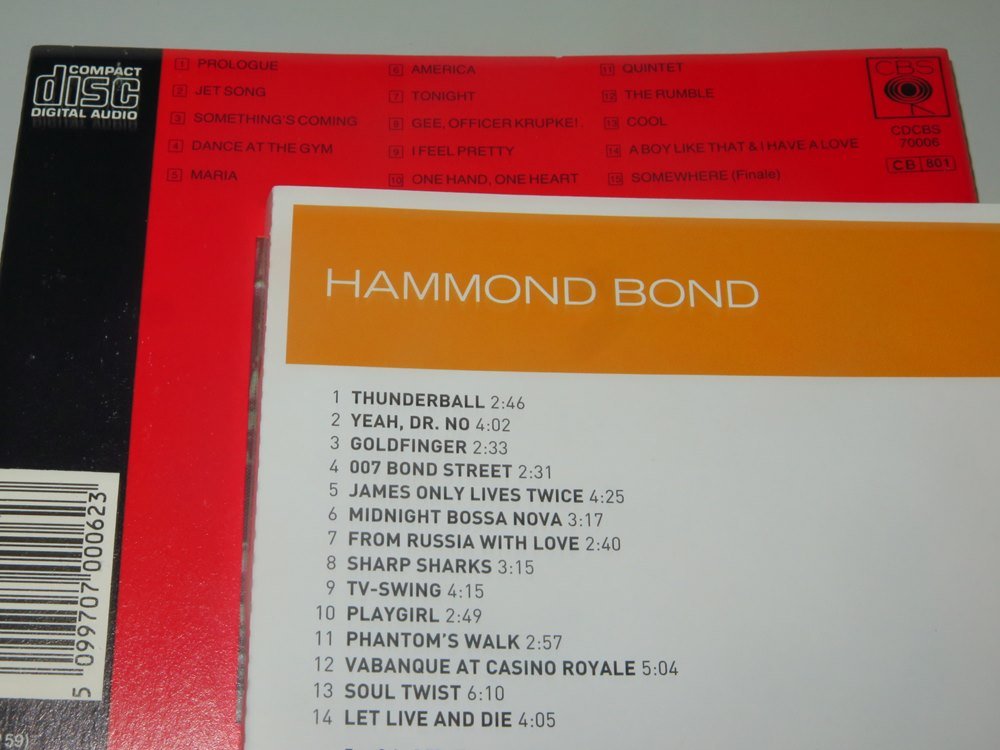 COMPACT
disc
DIGITAL AUDIO
1 PROLOGUE
2 JET SONG
3 SOMETHING'S COMING
4 DANCE AT THE GYM
5 MARIA
6 AMERICA
7 TONIGHT
8 GEE, OFFICER KRUPKE!.
9 I FEEL PRETTY
10 ONE HAND, ONE HEART
11 QUINTET
12 THE RUMBLE
13 COOL
14 A BOY LIKE THAT & I HAVE A LOVE
15 SOMEWHERE (Finale)
CBS
CDCBS
70006
CB 801
HAMMOND BOND
1 THUNDERBALL 2:46
2 YEAH, DR. NO 4:02
3 GOLDFINGER 2:33
4 007 BOND STREET 2:31
5 JAMES ONLY LIVES TWICE 4:25
6 MIDNIGHT BOSSA NOVA 3:17
7 FROM RUSSIA WITH LOVE 2:40
8 SHARP SHARKS 3:15
9 TV-SWING 4:15
10 PLAYGIRL 2:49
11 PHANTOM'S WALK 2:57
12 VABANQUE AT CASINO ROYALE 5:04
13 SOUL TWIST 6:10
14 LET LIVE AND DIE 4:05
5 099707 000623
59)